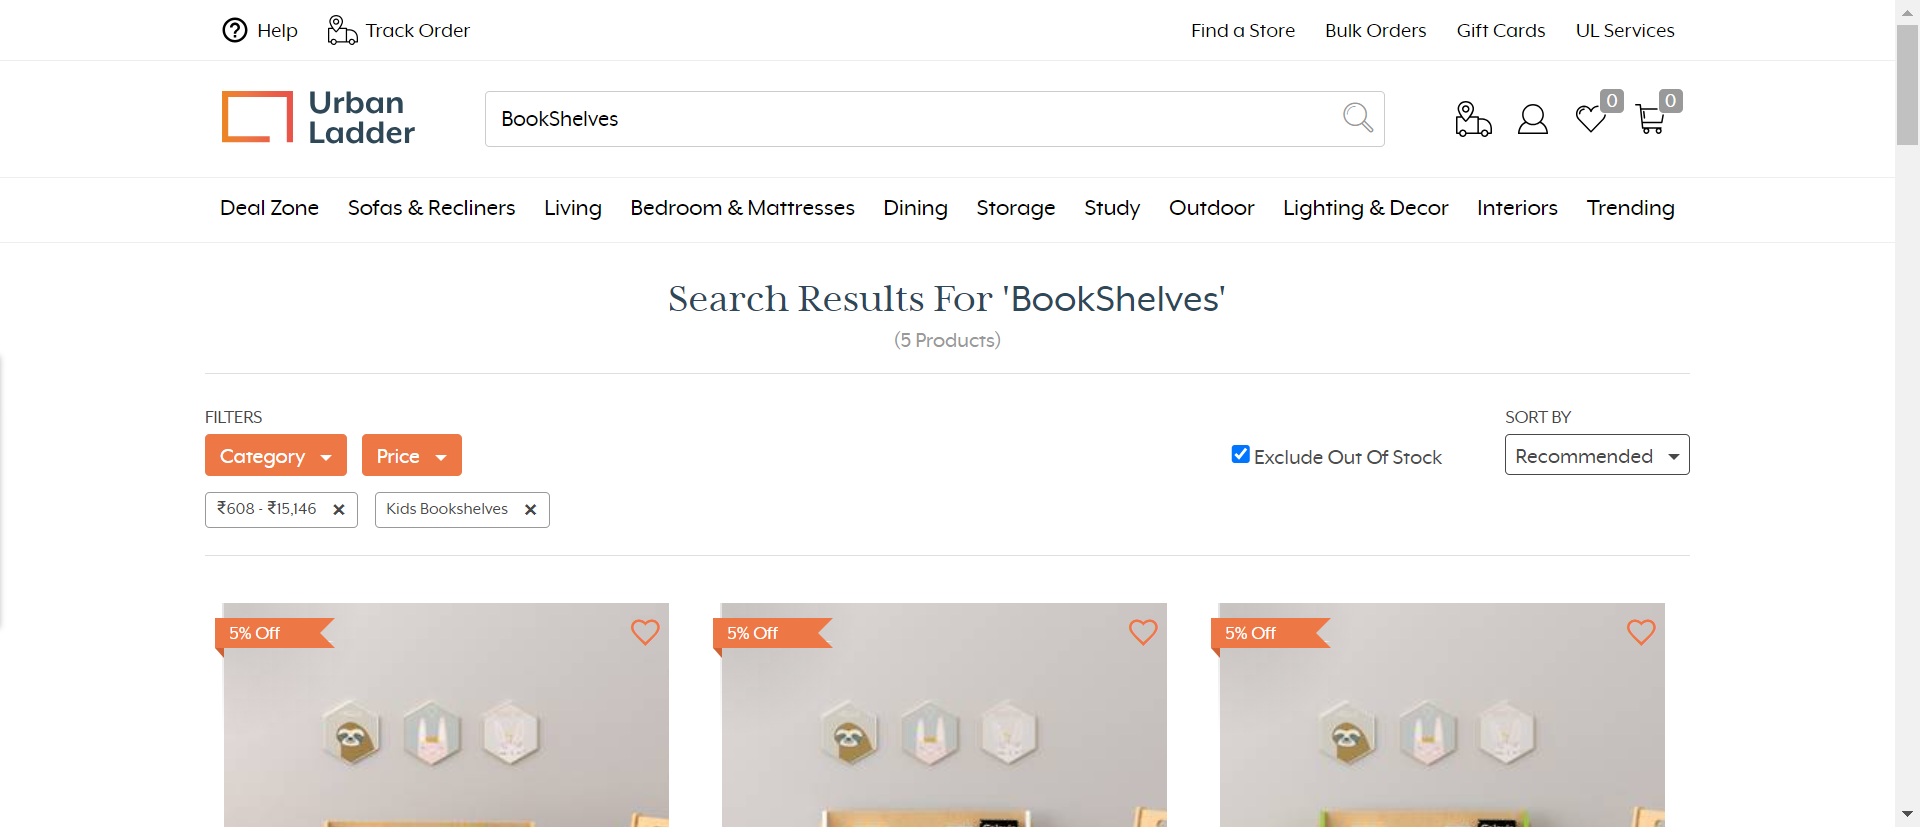 Help
Track Order
Find a Store
Bulk Orders
Gift Cards
UL Services
Urban
Ladder
BookShelves
0
0
Deal Zone
Sofas & Recliners
Living
Bedroom & Mattresses
Dining
Storage
Study
Outdoor
Lighting & Decor
Interiors
Trending
Search Results For 'BookShelves'
(5 Products)
FILTERS
Category
Price
Exclude Out Of Stock
SORT BY
Recommended
₹608 - ₹15,146
Kids Bookshelves
5% Off
5% Off
5% Off